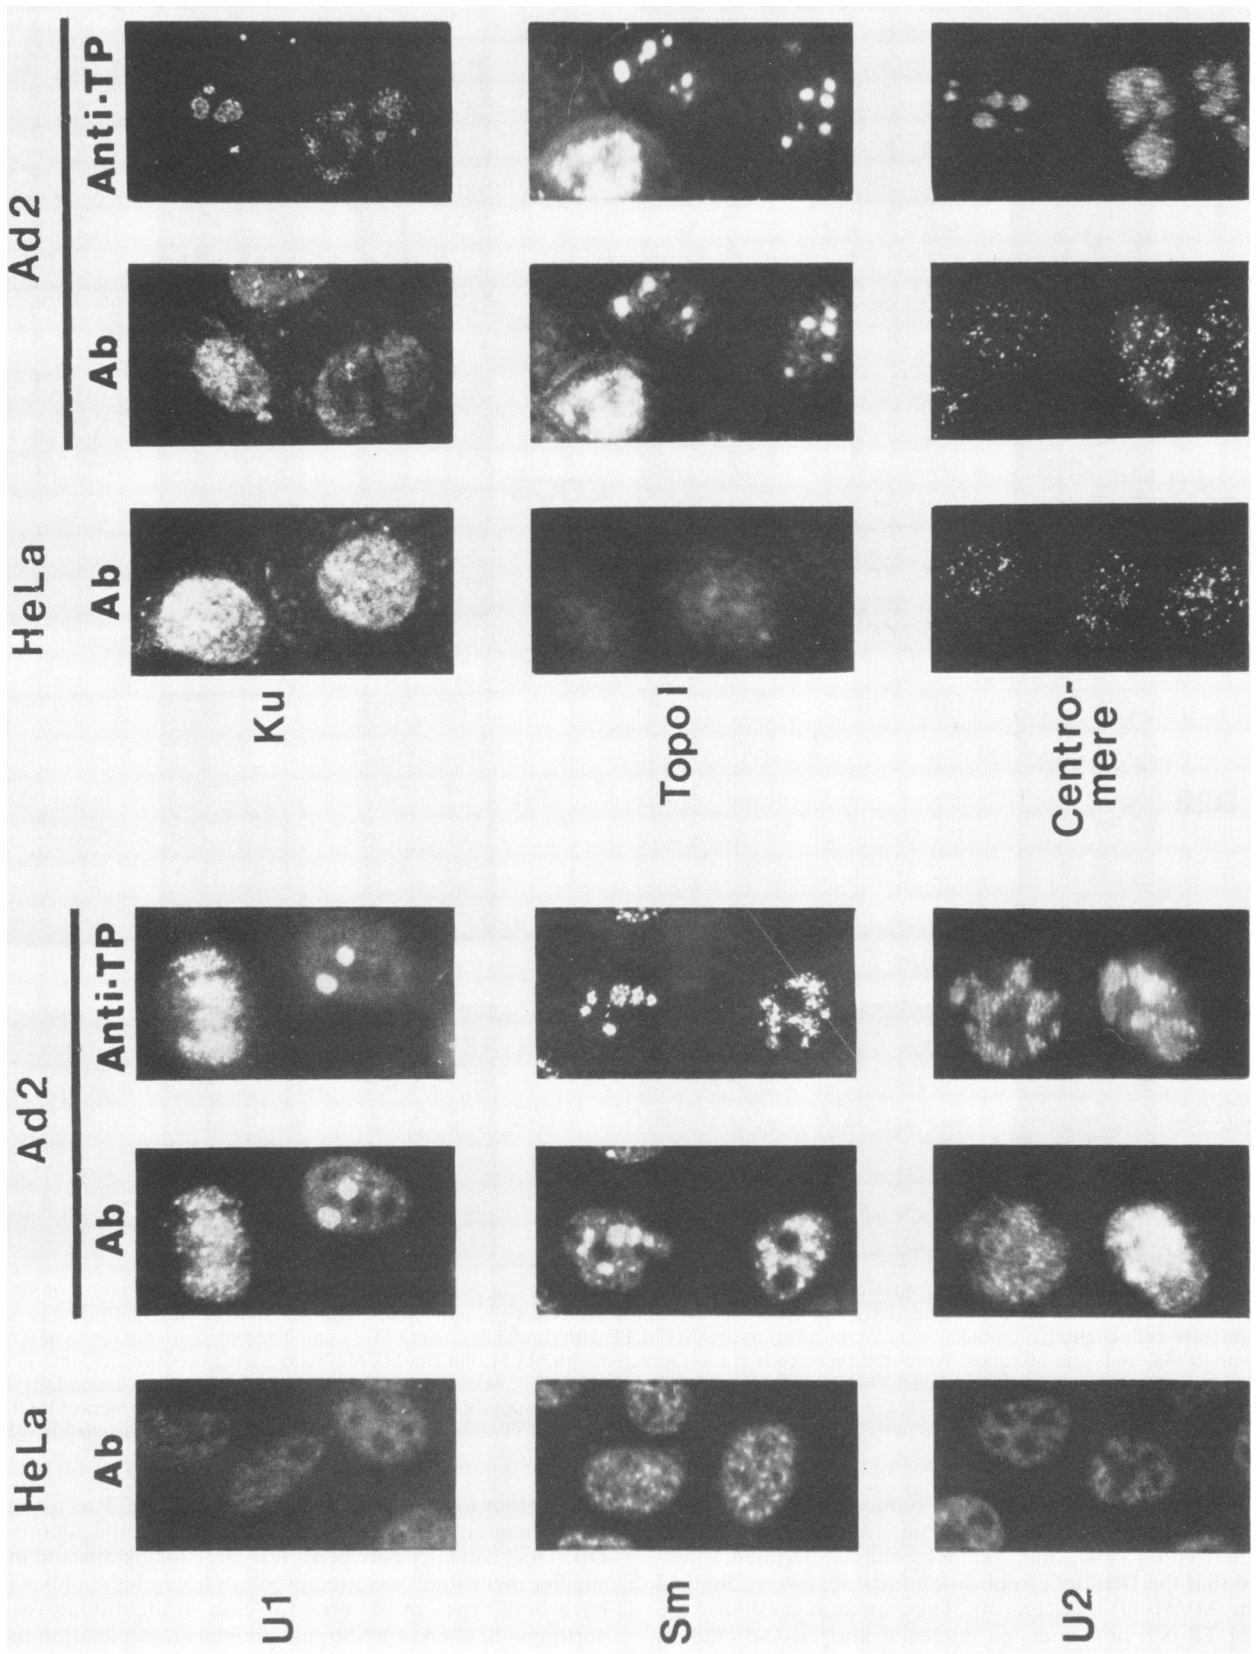 HeLa Ad2 HeLa Ad2
Ab Ab Anti-TP Ab Ab Anti-TP
U1 Ku
Sm Topo I
U2 Centro-
mere